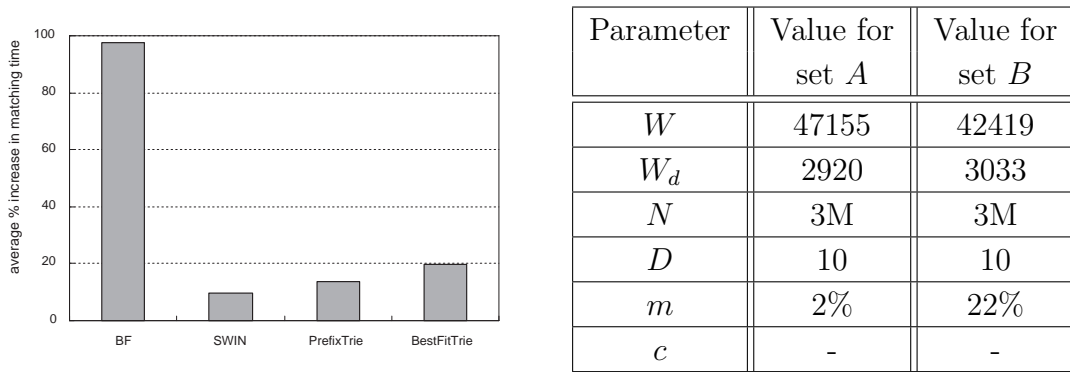 average % increase in matching time
100
80
60
40
20
0
BF SWIN PrefixTrie BestFitTrie
Parameter Value for set A Value for set B
W 47155 42419
W_d 2920 3033
N 3M 3M
D 10 10
m 2% 22%
c - -